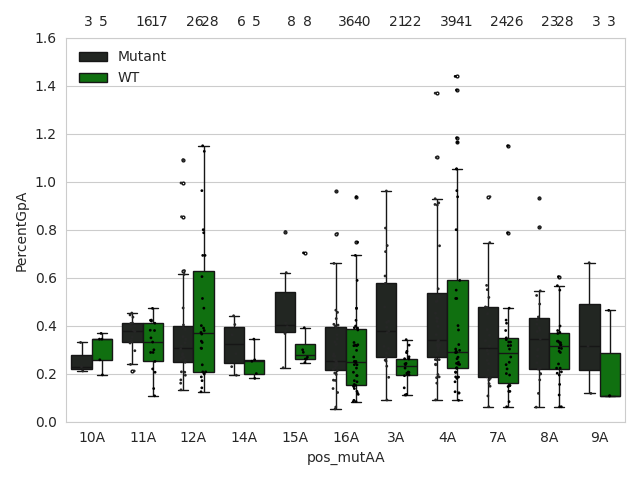 3 5 1617 2628 6 5 8 8 3640 2122 3941 2426 2328 3 3
1.6
Mutant
WT
1.4
1.2
1.0
0.8
0.6
0.4
0.2
0.0
PercentGpA
10A 11A 12A 14A 15A 16A 3A 4A 7A 8A 9A
pos_mutAA